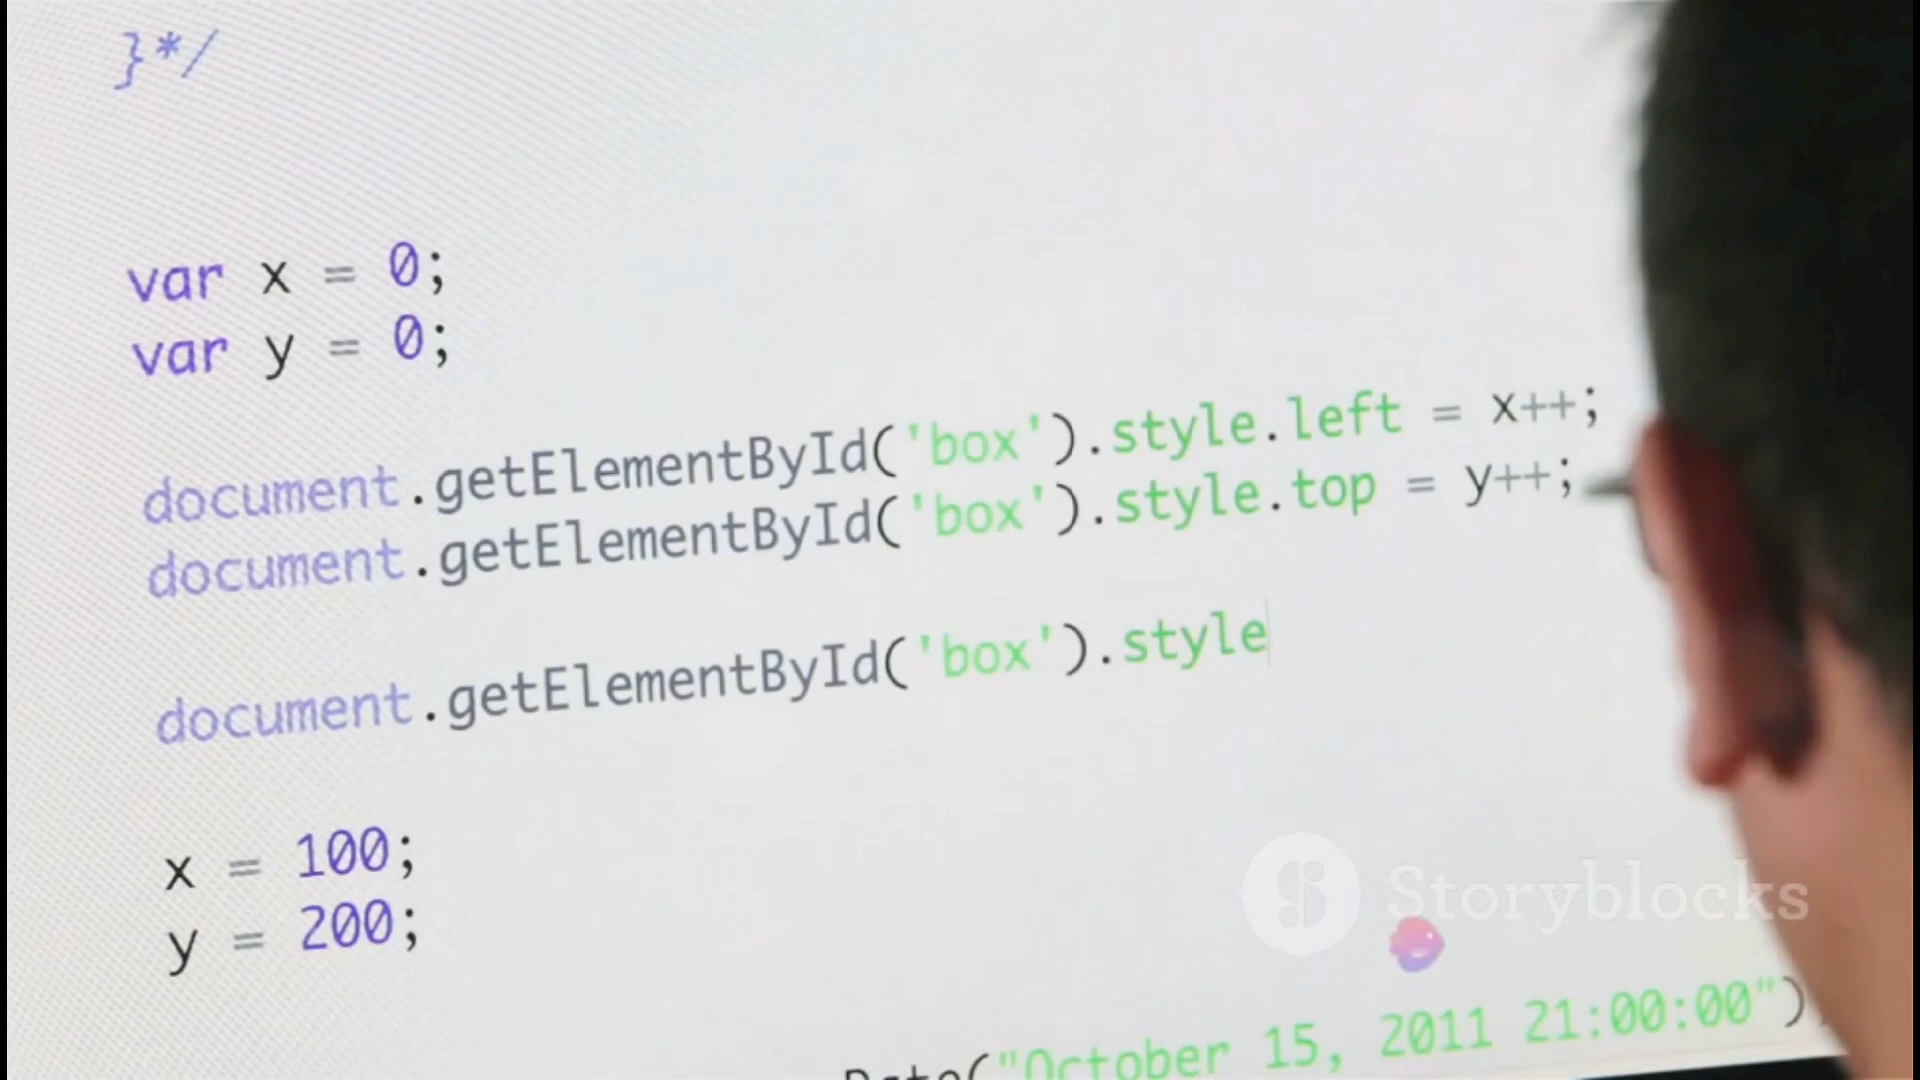 }*/
var x = 0;
var y = 0;
document.getElementById('box').style.left = x++;
document.getElementById('box').style.top = y++;
document.getElementById('box').style
x = 100;
y = 200;
Storyblocks
Date("October 15, 2011 21:00:00")